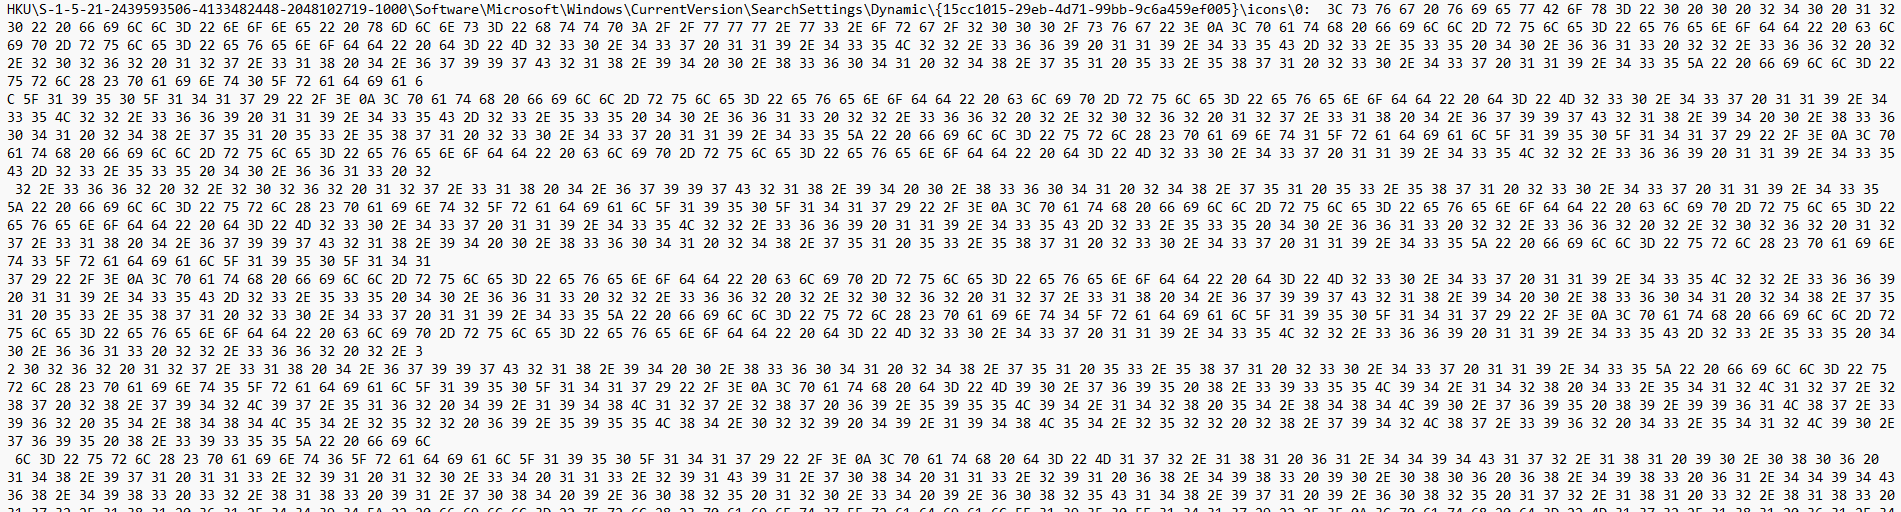 HKU\S-1-5-21-2439593506-4133482448-2048102719-1000\Software\Microsoft\Windows\CurrentVersion\SearchSettings\Dynamic\{15cc1015-29eb-4d71-99bb-9c6a459ef005}\icons\0:  3C 73 76 67 20 76 69 65 77 42 6F 78 3D 22 30 20 30 20 32 34 30 20 31 32
30 22 20 66 69 6C 6C 3D 22 6E 6F 6E 65 22 20 78 6D 6C 6E 73 3D 22 68 74 74 70 3A 2F 2F 77 77 77 2E 77 33 2E 6F 72 67 2F 32 30 30 30 2F 73 76 67 22 3E 0A 3C 70 61 74 68 20 66 69 6C 6C 2D 72 75 6C 65 3D 22 65 76 65 6E 6F 64 64 22 20 63 6C
69 70 2D 72 75 6C 65 3D 22 65 76 65 6E 6F 64 64 22 20 64 3D 22 4D 32 33 30 2E 34 33 37 20 31 31 39 2E 34 33 35 4C 32 32 2E 33 36 36 39 20 31 31 39 2E 34 33 35 43 2D 32 33 2E 35 33 35 20 34 30 2E 36 36 31 33 20 32 32 2E 33 36 36 32 20 32
2E 32 30 32 36 32 20 31 32 37 2E 33 31 38 20 34 2E 36 37 39 39 37 43 32 31 38 2E 39 34 20 30 2E 38 33 36 30 34 31 20 32 34 38 2E 37 35 31 20 35 33 2E 35 38 37 31 20 32 33 30 2E 34 33 37 20 31 31 39 2E 34 33 35 5A 22 20 66 69 6C 6C 3D 22
75 72 6C 28 23 70 61 69 6E 74 30 5F 72 61 64 69 61 6
C 5F 31 39 35 30 5F 31 34 31 37 29 22 2F 3E 0A 3C 70 61 74 68 20 66 69 6C 6C 2D 72 75 6C 65 3D 22 65 76 65 6E 6F 64 64 22 20 63 6C 69 70 2D 72 75 6C 65 3D 22 65 76 65 6E 6F 64 64 22 20 64 3D 22 4D 32 33 30 2E 34 33 37 20 31 31 39 2E 34
33 35 4C 32 32 2E 33 36 36 39 20 31 31 39 2E 34 33 35 43 2D 32 33 2E 35 33 35 20 34 30 2E 36 36 31 33 20 32 32 2E 33 36 36 32 20 32 2E 32 30 32 36 32 20 31 32 37 2E 33 31 38 20 34 2E 36 37 39 39 37 43 32 31 38 2E 39 34 20 30 2E 38 33 36
30 34 31 20 32 34 38 2E 37 35 31 20 35 33 2E 35 38 37 31 20 32 33 30 2E 34 33 37 20 31 31 39 2E 34 33 35 5A 22 20 66 69 6C 6C 3D 22 75 72 6C 28 23 70 61 69 6E 74 31 5F 72 61 64 69 61 6C 5F 31 39 35 30 5F 31 34 31 37 29 22 2F 3E 0A 3C 70
61 74 68 20 66 69 6C 6C 2D 72 75 6C 65 3D 22 65 76 65 6E 6F 64 64 22 20 63 6C 69 70 2D 72 75 6C 65 3D 22 65 76 65 6E 6F 64 64 22 20 64 3D 22 4D 32 33 30 2E 34 33 37 20 31 31 39 2E 34 33 35 4C 32 32 2E 33 36 36 39 20 31 31 39 2E 34 33 35
43 2D 32 33 2E 35 33 35 20 34 30 2E 36 36 31 33 20 32
32 2E 33 36 36 32 20 32 2E 32 30 32 36 32 20 31 32 37 2E 33 31 38 20 34 2E 36 37 39 39 37 43 32 31 38 2E 39 34 20 30 2E 38 33 36 30 34 31 20 32 34 38 2E 37 35 31 20 35 33 2E 35 38 37 31 20 32 33 30 2E 34 33 37 20 31 31 39 2E 34 33 35
5A 22 20 66 69 6C 6C 3D 22 75 72 6C 28 23 70 61 69 6E 74 32 5F 72 61 64 69 61 6C 5F 31 39 35 30 5F 31 34 31 37 29 22 2F 3E 0A 3C 70 61 74 68 20 66 69 6C 6C 2D 72 75 6C 65 3D 22 65 76 65 6E 6F 64 64 22 20 63 6C 69 70 2D 72 75 6C 65 3D 22
65 76 65 6E 6F 64 64 22 20 64 3D 22 4D 32 33 30 2E 34 33 37 20 31 31 39 2E 34 33 35 4C 32 32 2E 33 36 36 39 20 31 31 39 2E 34 33 35 43 2D 32 33 2E 35 33 35 20 34 30 2E 36 36 31 33 20 32 32 2E 33 36 36 32 20 32 2E 32 30 32 36 32 20 31 32
37 2E 33 31 38 20 34 2E 36 37 39 39 37 43 32 31 38 2E 39 34 20 30 2E 38 33 36 30 34 31 20 32 34 38 2E 37 35 31 20 35 33 2E 35 38 37 31 20 32 33 30 2E 34 33 37 20 31 31 39 2E 34 33 35 5A 22 20 66 69 6C 6C 3D 22 75 72 6C 28 23 70 61 69 6E
74 33 5F 72 61 64 69 61 6C 5F 31 39 35 30 5F 31 34 31
37 29 22 2F 3E 0A 3C 70 61 74 68 20 66 69 6C 6C 2D 72 75 6C 65 3D 22 65 76 65 6E 6F 64 64 22 20 63 6C 69 70 2D 72 75 6C 65 3D 22 65 76 65 6E 6F 64 64 22 20 64 3D 22 4D 32 33 30 2E 34 33 37 20 31 31 39 2E 34 33 35 4C 32 32 2E 33 36 36 39
20 31 31 39 2E 34 33 35 43 2D 32 33 2E 35 33 35 20 34 30 2E 36 36 31 33 20 32 32 2E 33 36 36 32 20 32 2E 32 30 32 36 32 20 31 32 37 2E 33 31 38 20 34 2E 36 37 39 39 37 43 32 31 38 2E 39 34 20 30 2E 38 33 36 30 34 31 20 32 34 38 2E 37 35
31 20 35 33 2E 35 38 37 31 20 32 33 30 2E 34 33 37 20 31 31 39 2E 34 33 35 5A 22 20 66 69 6C 6C 3D 22 75 72 6C 28 23 70 61 69 6E 74 34 5F 72 61 64 69 61 6C 5F 31 39 35 30 5F 31 34 31 37 29 22 2F 3E 0A 3C 70 61 74 68 20 66 69 6C 6C 2D 72
75 6C 65 3D 22 65 76 65 6E 6F 64 64 22 20 63 6C 69 70 2D 72 75 6C 65 3D 22 65 76 65 6E 6F 64 64 22 20 64 3D 22 4D 32 33 30 2E 34 33 37 20 31 31 39 2E 34 33 35 4C 32 32 2E 33 36 36 39 20 31 31 39 2E 34 33 35 43 2D 32 33 2E 35 33 35 20 34
30 2E 36 36 31 33 20 32 32 2E 33 36 36 32 20 32 2E 3
2 30 32 36 32 20 31 32 37 2E 33 31 38 20 34 2E 36 37 39 39 37 43 32 31 38 2E 39 34 20 30 2E 38 33 36 30 34 31 20 32 34 38 2E 37 35 31 20 35 33 2E 35 38 37 31 20 32 33 30 2E 34 33 37 20 31 31 39 2E 34 33 35 5A 22 20 66 69 6C 6C 3D 22 75
72 6C 28 23 70 61 69 6E 74 35 5F 72 61 64 69 61 6C 5F 31 39 35 30 5F 31 34 31 37 29 22 2F 3E 0A 3C 70 61 74 68 20 64 3D 22 4D 39 30 2E 37 36 39 35 20 38 2E 33 39 33 35 35 4C 39 34 2E 31 34 32 38 20 34 33 2E 35 34 31 32 4C 31 32 37 2E 32
38 37 20 32 38 2E 37 39 34 32 4C 39 37 2E 35 31 36 32 20 34 39 2E 31 39 34 38 4C 31 32 37 2E 32 38 37 20 36 39 2E 35 39 35 35 4C 39 34 2E 31 34 32 38 20 35 34 2E 38 34 38 34 4C 39 30 2E 37 36 39 35 20 38 39 2E 39 39 36 31 4C 38 37 2E 33
39 36 32 20 35 34 2E 38 34 38 34 4C 35 34 2E 32 35 32 32 20 36 39 2E 35 39 35 35 4C 38 34 2E 30 32 32 39 20 34 39 2E 31 39 34 38 4C 35 34 2E 32 35 32 32 20 32 38 2E 37 39 34 32 4C 38 37 2E 33 39 36 32 20 34 33 2E 35 34 31 32 4C 39 30 2E
37 36 39 35 20 38 2E 33 39 33 35 35 5A 22 20 66 69 6C
6C 3D 22 75 72 6C 28 23 70 61 69 6E 74 36 5F 72 61 64 69 61 6C 5F 31 39 35 30 5F 31 34 31 37 29 22 2F 3E 0A 3C 70 61 74 68 20 64 3D 22 4D 31 37 32 2E 31 38 31 20 36 31 2E 34 34 39 34 43 31 37 32 2E 31 38 31 20 39 30 2E 30 38 30 36 20
31 34 38 2E 39 37 31 20 31 31 33 2E 32 39 31 20 31 32 30 2E 33 34 20 31 31 33 2E 32 39 31 43 39 31 2E 37 30 38 34 20 31 31 33 2E 32 39 31 20 36 38 2E 34 39 38 33 20 39 30 2E 30 38 30 36 20 36 38 2E 34 39 38 33 20 36 31 2E 34 34 39 34 43
36 38 2E 34 39 38 33 20 33 32 2E 38 31 38 33 20 39 31 2E 37 30 38 34 20 39 2E 36 30 38 32 35 20 31 32 30 2E 33 34 20 39 2E 36 30 38 32 35 43 31 34 38 2E 39 37 31 20 39 2E 36 30 38 32 35 20 31 37 32 2E 31 38 31 20 33 32 2E 38 31 38 33 20